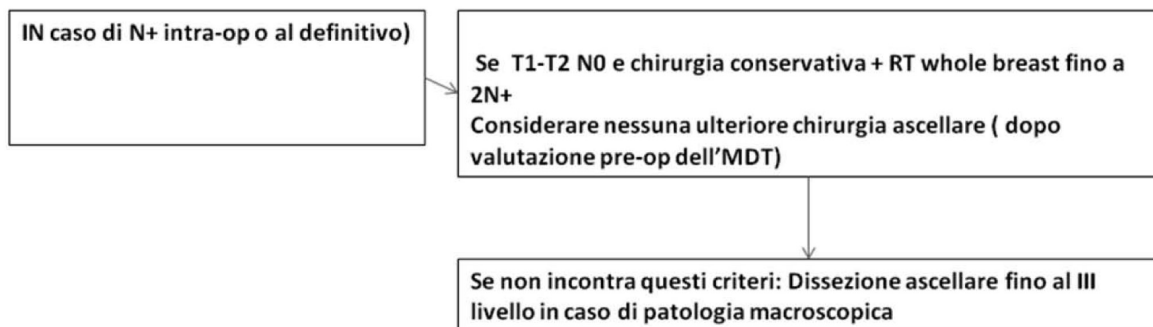 IN caso di N+ intra-op o al definitivo)
Se T1-T2 N0 e chirurgia conservativa + RT whole breast fino a
2N+
Considerare nessuna ulteriore chirurgia ascellare ( dopo
valutazione pre-op dell'MDT)
Se non incontra questi criteri: Dissezione ascellare fino al III
livello in caso di patologia macroscopica